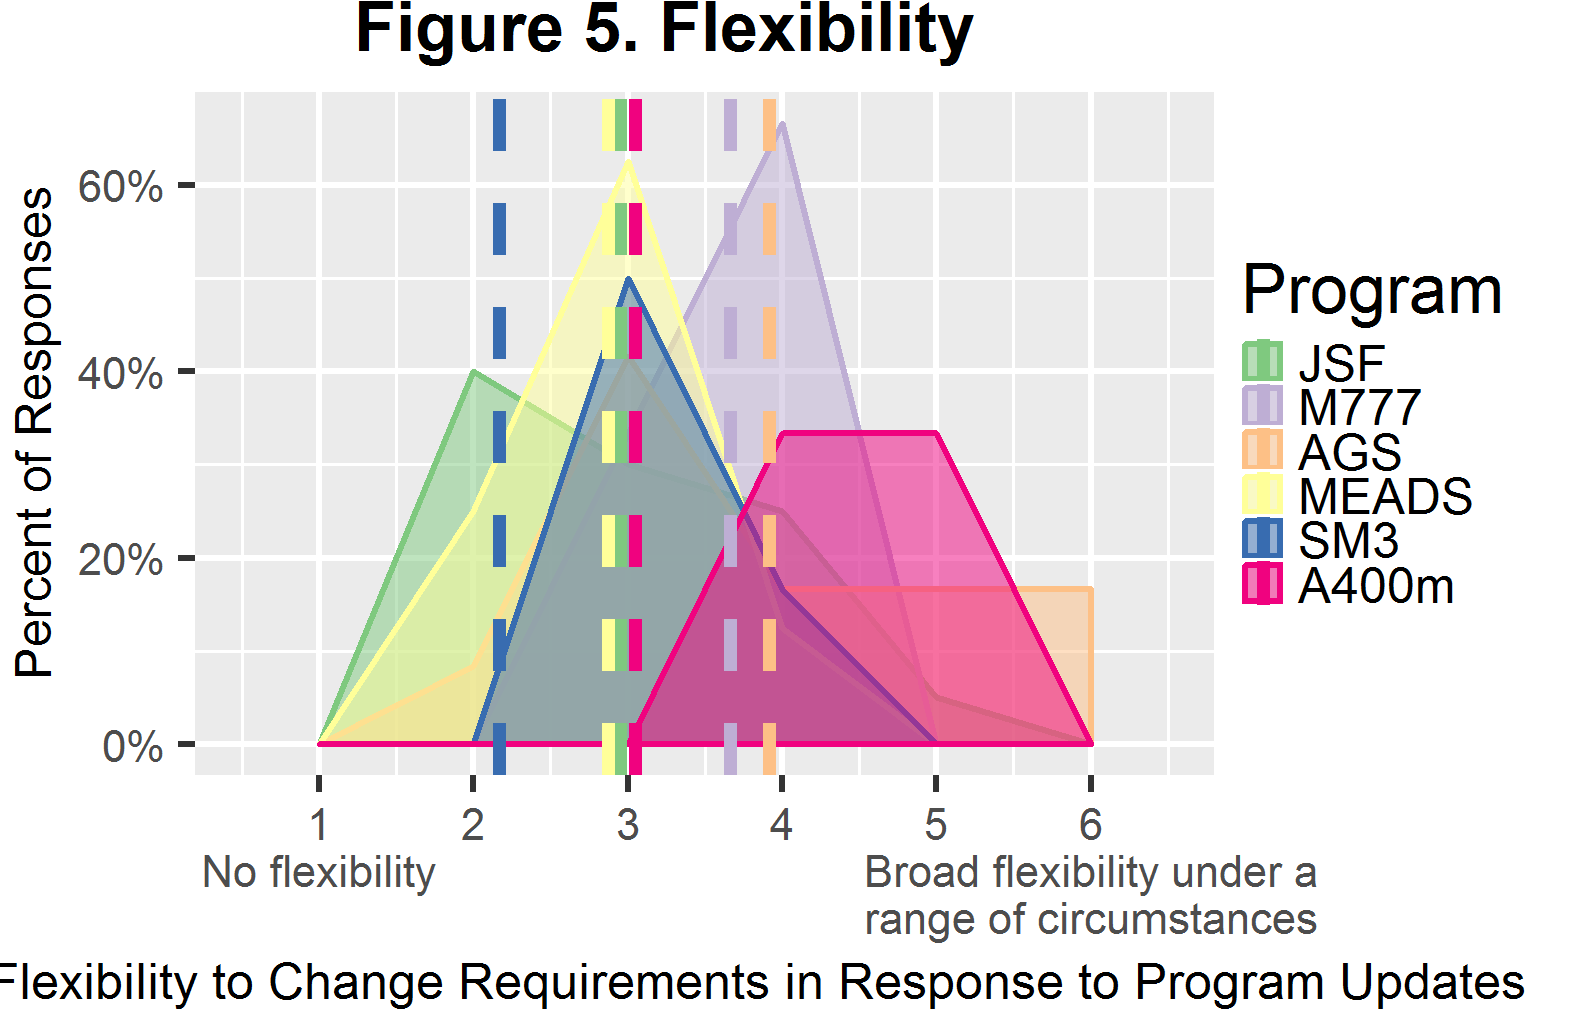 Figure 5. Flexibility
Percent of Responses
60%
40%
20%
0%
1 2 3 4 5 6
No flexibility
Broad flexibility under a
range of circumstances
Flexibility to Change Requirements in Response to Program Updates
Program
JSF
M777
AGS
MEADS
SM3
A400m